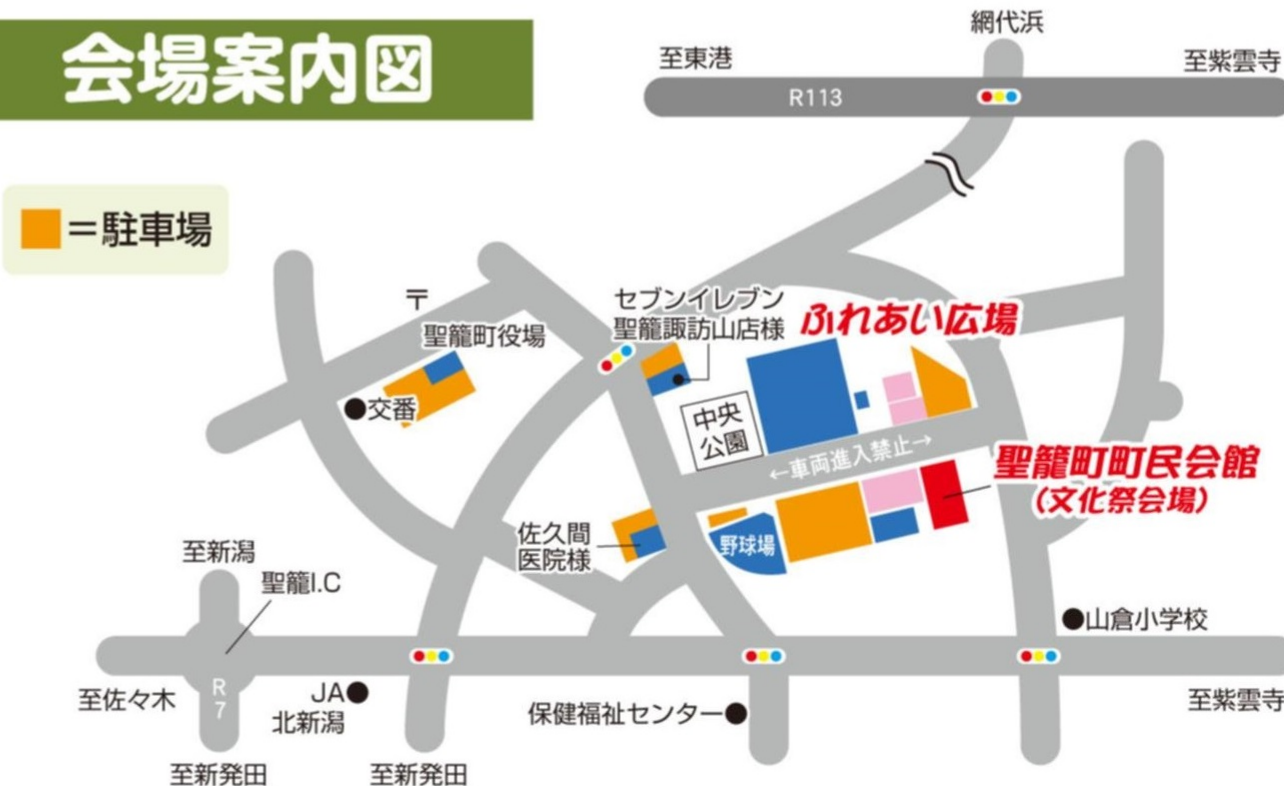 会場案内図
網代浜
至東港
至紫雲寺
R113
＝駐車場
〒
聖籠町役場
セブンイレブン
聖籠諏訪山店様
ふれあい広場
交番
中央
公園
←車両進入禁止→
聖籠町町民会館
（文化祭会場）
佐久間
医院様
野球場
至新潟
聖籠I.C
山倉小学校
至佐々木
R
7
JA
北新潟
保健福祉センター
至紫雲寺
至新発田
至新発田